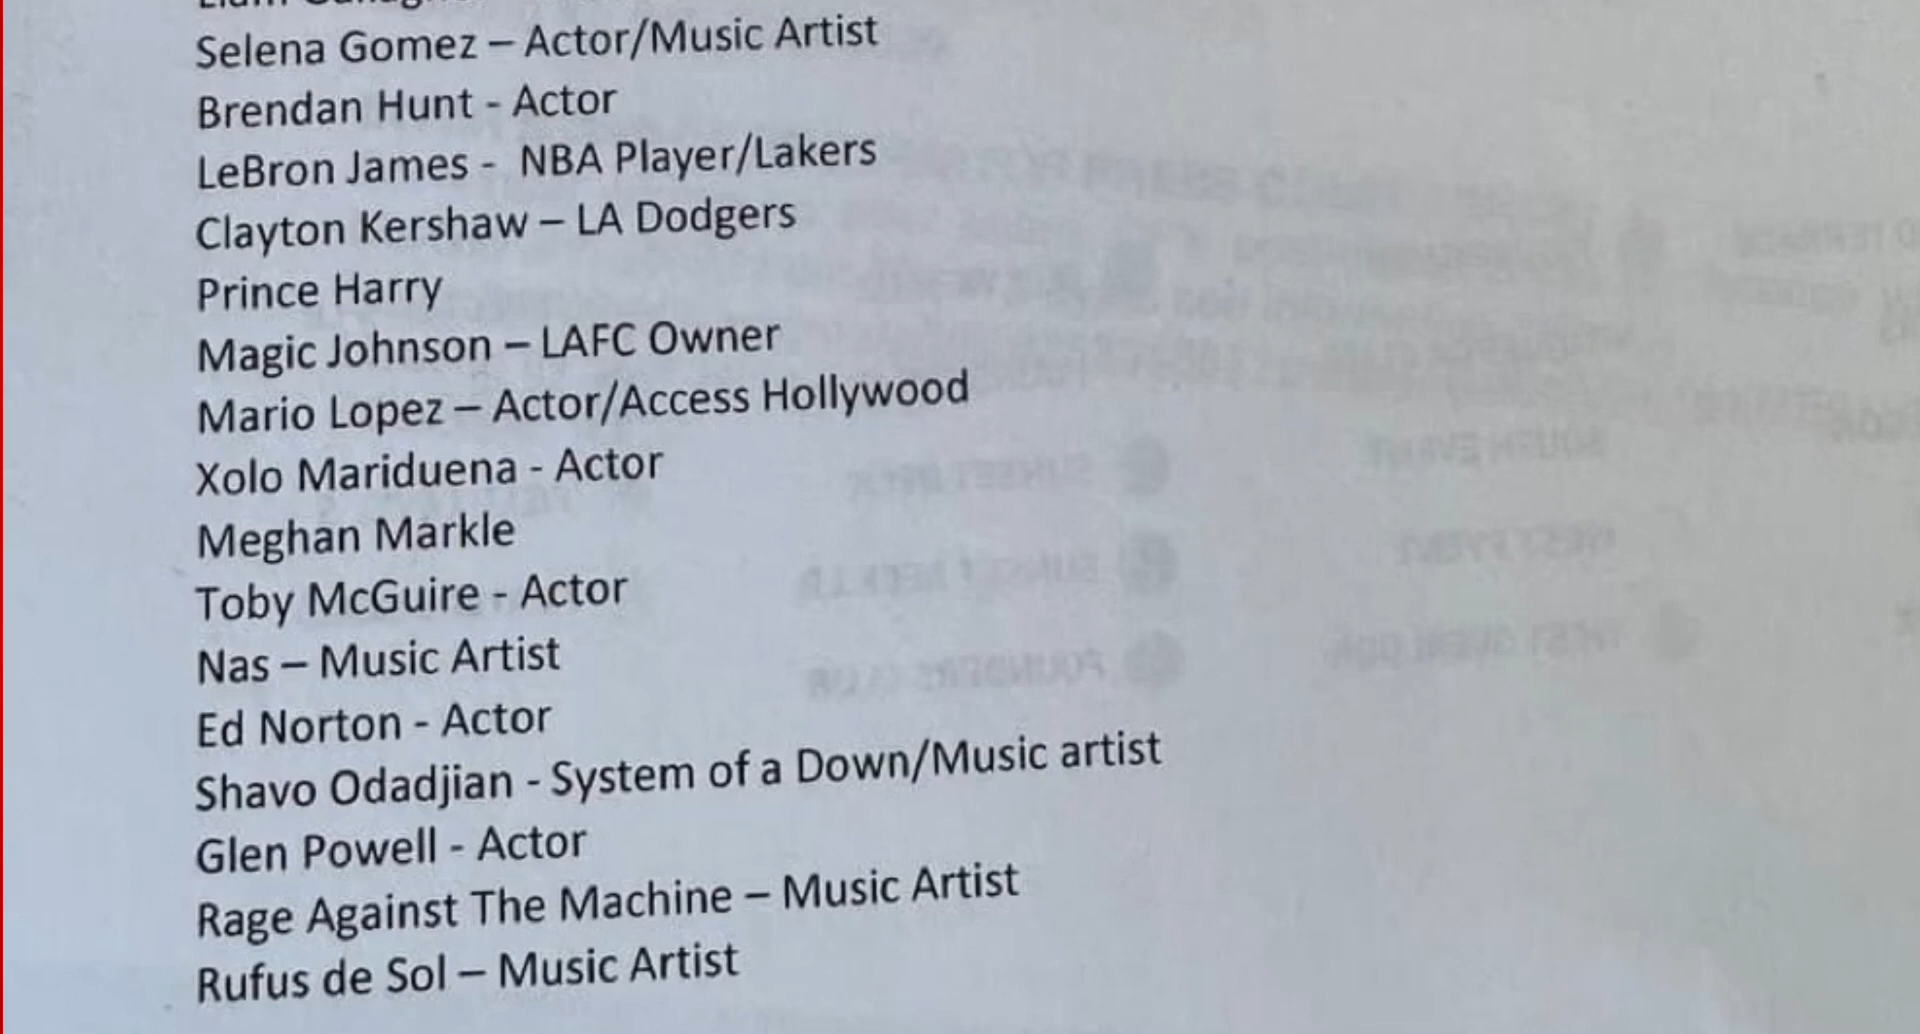 Selena Gomez – Actor/Music Artist
Brendan Hunt - Actor
LeBron James - NBA Player/Lakers
Clayton Kershaw – LA Dodgers
Prince Harry
Magic Johnson – LAFC Owner
Mario Lopez – Actor/Access Hollywood
Xolo Mariduena - Actor
Meghan Markle
Toby McGuire - Actor
Nas – Music Artist
Ed Norton - Actor
Shavo Odadjian - System of a Down/Music artist
Glen Powell - Actor
Rage Against The Machine – Music Artist
Rufus de Sol – Music Artist